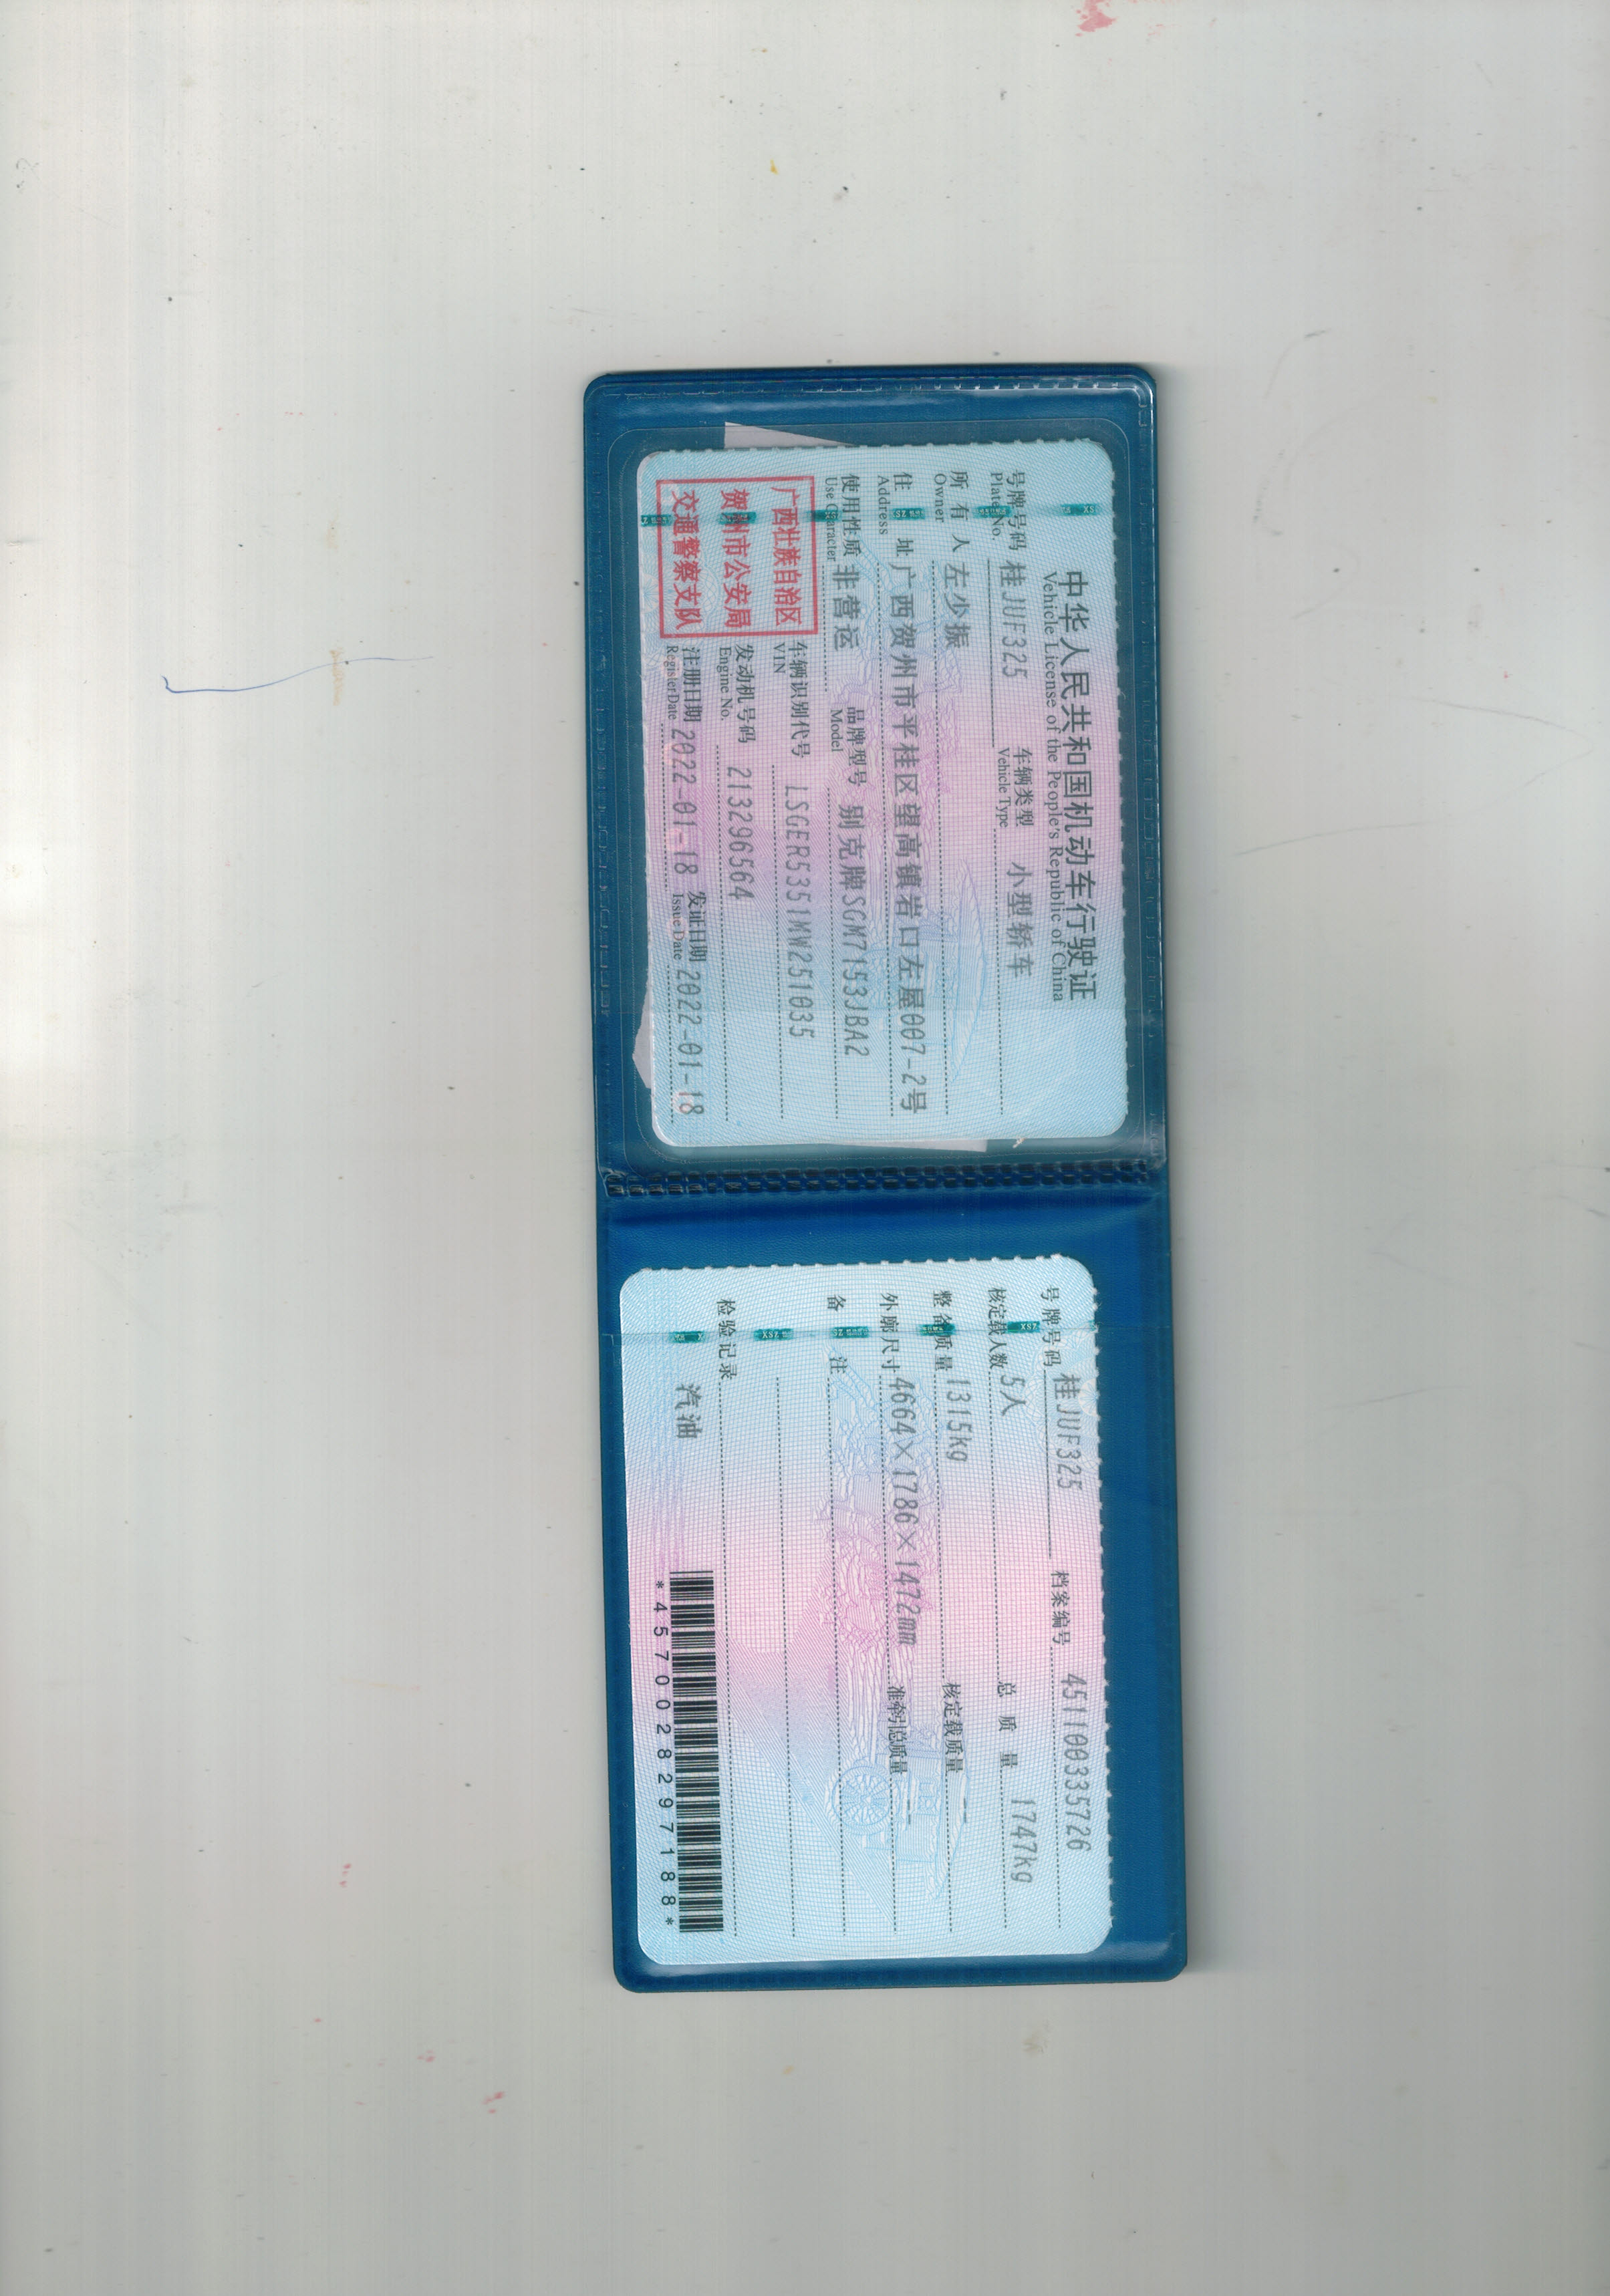 中华人民共和国机动车行驶证
Vehicle License of the People's Republic of China
号牌号码 桂JUF325 车辆类型 小型轿车
Plate No. Vehicle Type
所有人 左少振
Owner
住址 广西贺州市平桂区望高镇岩口左屋007-2号
Address
使用性质 非营运 品牌型号 别克牌SGM7153JBA2
Use Character Model
广西壮族自治区
贺州市公安局
交通警察支队
车辆识别代号 LSGER5351MW251035
VIN
发动机号码 213296564
Engine No.
注册日期 2022-01-18 发证日期 2022-01-18
Register Date Issue Date
号牌号码 桂JUF325 档案编号 451100335726
核定载人数 5人 总质量 1747kg
整备质量 1315kg 核定载质量 —
外廓尺寸 4664×1786×1472mm 准牵引总质量 —
备注
检验记录
汽油
*4570028297188*